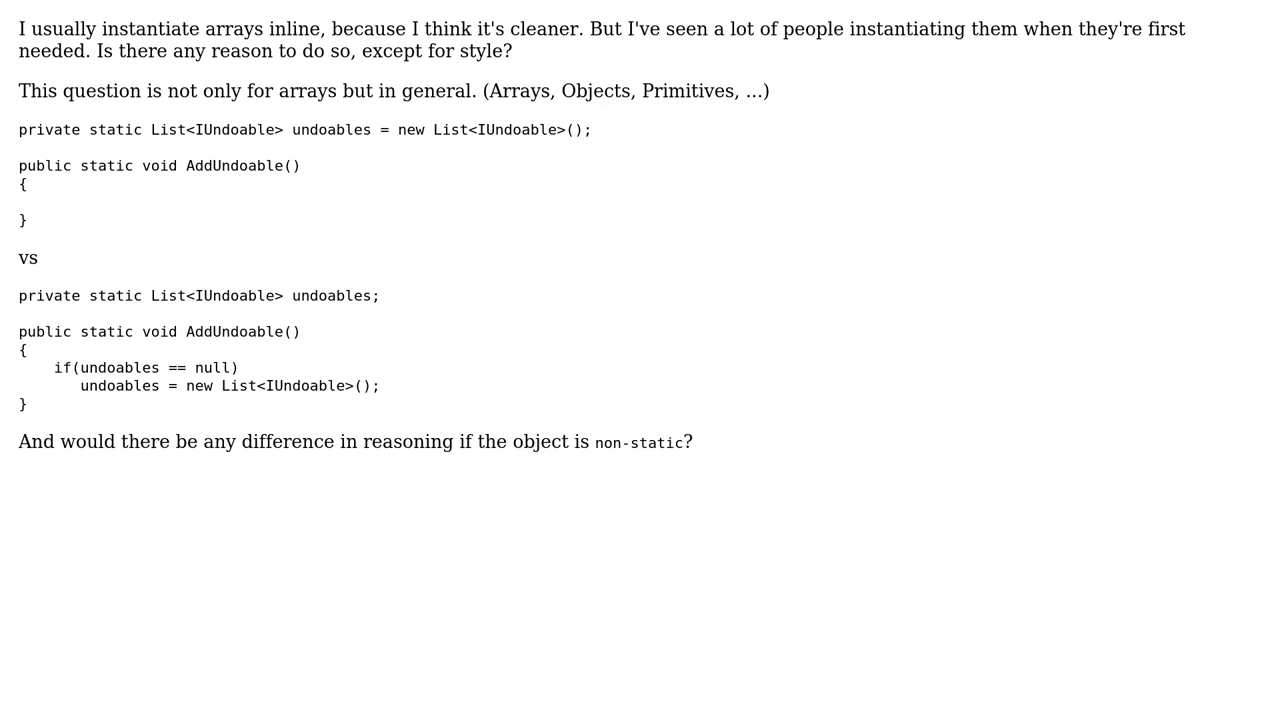 I usually instantiate arrays inline, because I think it's cleaner. But I've seen a lot of people instantiating them when they're first
needed. Is there any reason to do so, except for style?
This question is not only for arrays but in general. (Arrays, Objects, Primitives, ...)
private static List<IUndoable> undoables = new List<IUndoable>();
public static void AddUndoable()
{
}
vs
private static List<IUndoable> undoables;
public static void AddUndoable()
{
    if(undoables == null)
       undoables = new List<IUndoable>();
}
And would there be any difference in reasoning if the object is non-static?